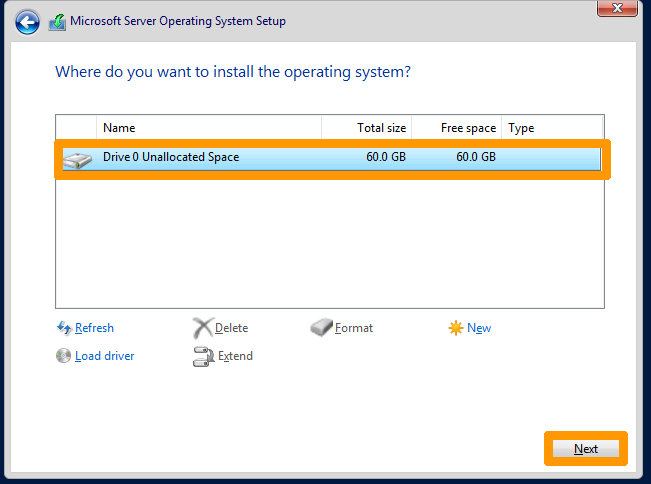 Microsoft Server Operating System Setup
Where do you want to install the operating system?
Name Total size Free space Type
Drive 0 Unallocated Space 60.0 GB 60.0 GB
Refresh Delete Format New
Load driver Extend
Next